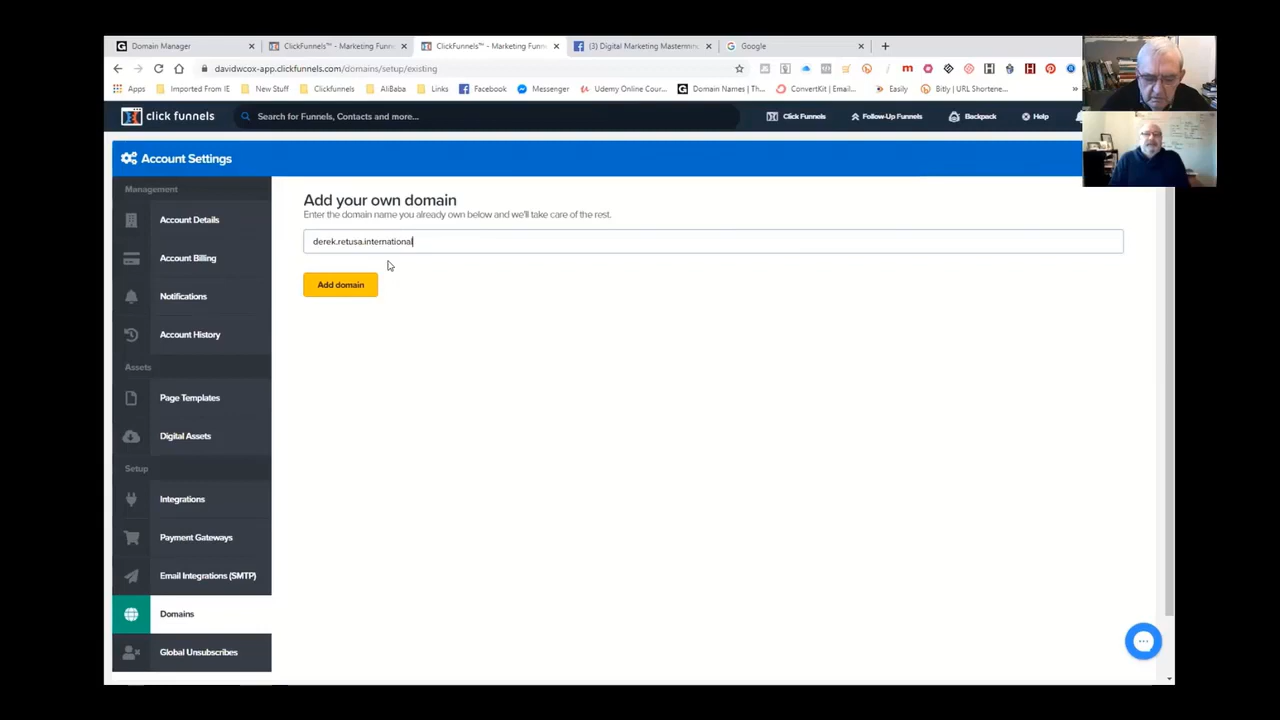 Domain Manager
ClickFunnels™ - Marketing Funn
ClickFunnels™ - Marketing Funn
(3) Digital Marketing Mastermin
Google
davidwcox-app.clickfunnels.com/domains/setup/existing
Apps
Imported From IE
New Stuff
Clickfunnels
AliBaba
Links
Facebook
Messenger
Udemy Online Cour...
Domain Names | Th...
ConvertKit | Email...
Easily
Bitly | URL Shortene...
»
click funnels
Search for Funnels, Contacts and more...
Click Funnels
Follow-Up Funnels
Backpack
Help
Account Settings
Management
Account Details
Account Billing
Notifications
Account History
Assets
Page Templates
Digital Assets
Setup
Integrations
Payment Gateways
Email Integrations (SMTP)
Domains
Global Unsubscribes
Add your own domain
Enter the domain name you already own below and we'll take care of the rest.
derek.retusa.international
Add domain